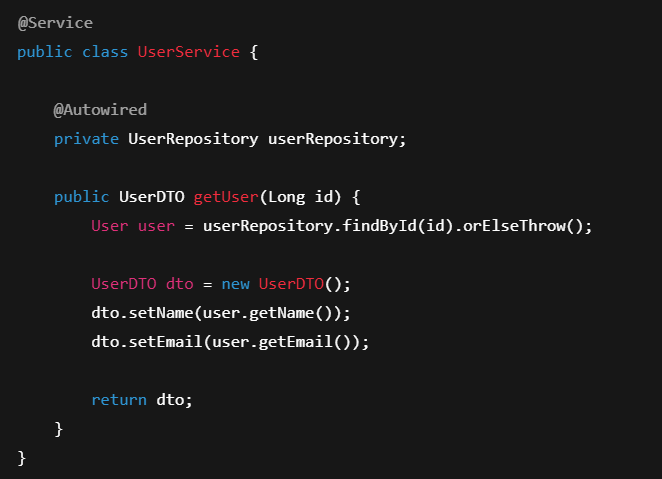 @Service
public class UserService {
@Autowired
private UserRepository userRepository;
public UserDTO getUser(Long id) {
User user = userRepository.findById(id).orElseThrow();
UserDTO dto = new UserDTO();
dto.setName(user.getName());
dto.setEmail(user.getEmail());
return dto;
}
}